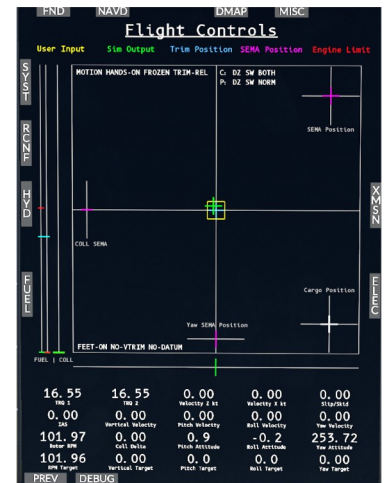 FND NAVD DMAP MISC
Flight Controls
User Input Sim Output Trim Position SEMA Position Engine Limit
SYST
RCNF
HYD
FUEL
XMSN
ELEC
MOTION HANDS-ON FROZEN TRIM-REL
C: DZ SW BOTH
P: DZ SW NORM
SEMA Position
COLL SEMA
Cargo Position
Yaw SEMA Position
FEET-ON NO-VTRIM NO-DATUM
FUEL | COLL
16.55 16.55 0.00 0.00 0.00
TRQ 1 TRQ 2 Velocity Z kt Velocity X kt Slip/Skid
0.00 0.00 0.00 0.00 0.00
IAS Vertical Velocity Pitch Velocity Roll Velocity Yaw Velocity
101.97 0.00 0.9 -0.2 253.72
Rotor RPM Coll Delta Pitch Attitude Roll Attitude Yaw Attitude
101.96 0.00 0.0 0.0 0.00
RPM Target Vertical Target Pitch Target Roll Target Yaw Target
PREV DEBUG